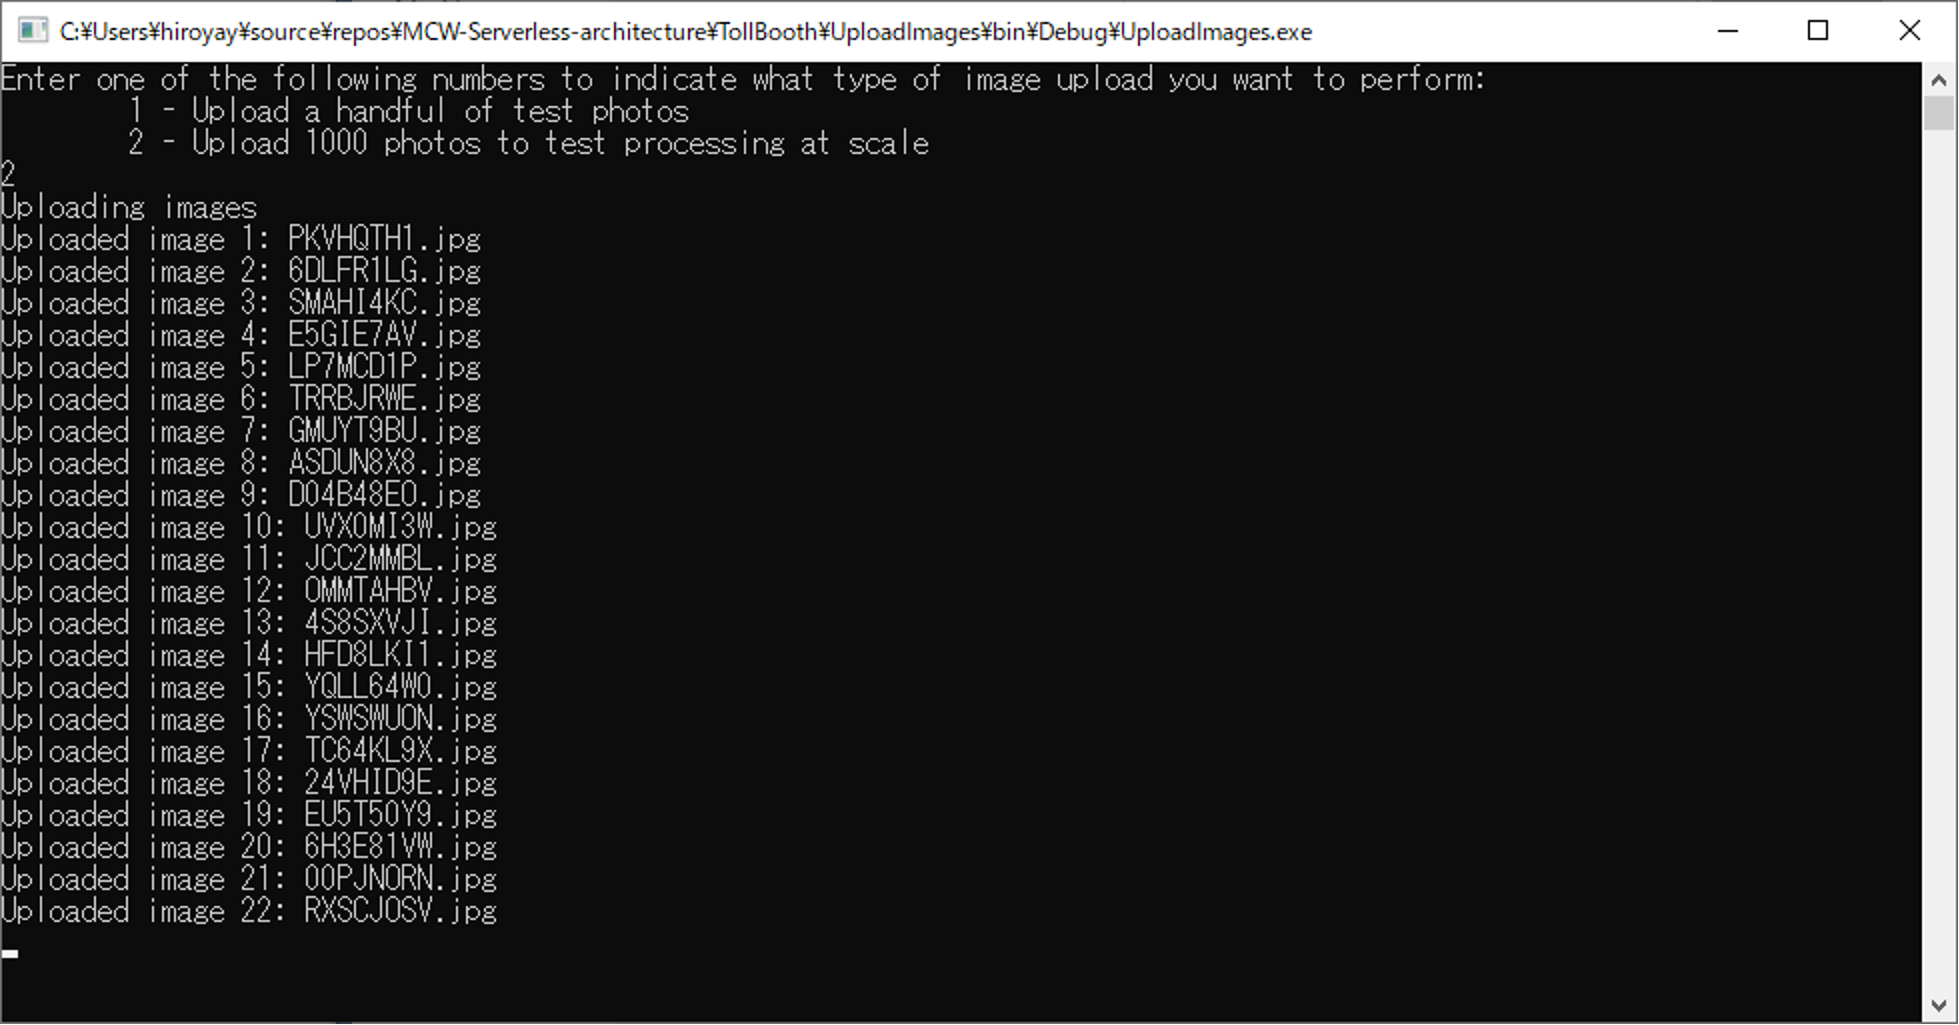 C:¥Users¥hiroyay¥source¥repos¥MCW-Serverless-architecture¥TollBooth¥UploadImages¥bin¥Debug¥UploadImages.exe
Enter one of the following numbers to indicate what type of image upload you want to perform:
1 - Upload a handful of test photos
2 - Upload 1000 photos to test processing at scale
2
Uploading images
Uploaded image 1: PKVHQTH1.jpg
Uploaded image 2: 6DLFR1LG.jpg
Uploaded image 3: SMAHI4KC.jpg
Uploaded image 4: E5GIE7AV.jpg
Uploaded image 5: LP7MCD1P.jpg
Uploaded image 6: TRRBJRWE.jpg
Uploaded image 7: GMUYT9BU.jpg
Uploaded image 8: ASDUN8X8.jpg
Uploaded image 9: DO4B48EO.jpg
Uploaded image 10: UVX0MI3W.jpg
Uploaded image 11: JCC2MMBL.jpg
Uploaded image 12: OMMTAHBV.jpg
Uploaded image 13: 4S8SXVJI.jpg
Uploaded image 14: HFD8LKI1.jpg
Uploaded image 15: YQLL64WO.jpg
Uploaded image 16: YSWSWUON.jpg
Uploaded image 17: TC64KL9X.jpg
Uploaded image 18: 24VHID9E.jpg
Uploaded image 19: EU5T50Y9.jpg
Uploaded image 20: 6H3E81VW.jpg
Uploaded image 21: 00PJNORN.jpg
Uploaded image 22: RXSCJOSV.jpg